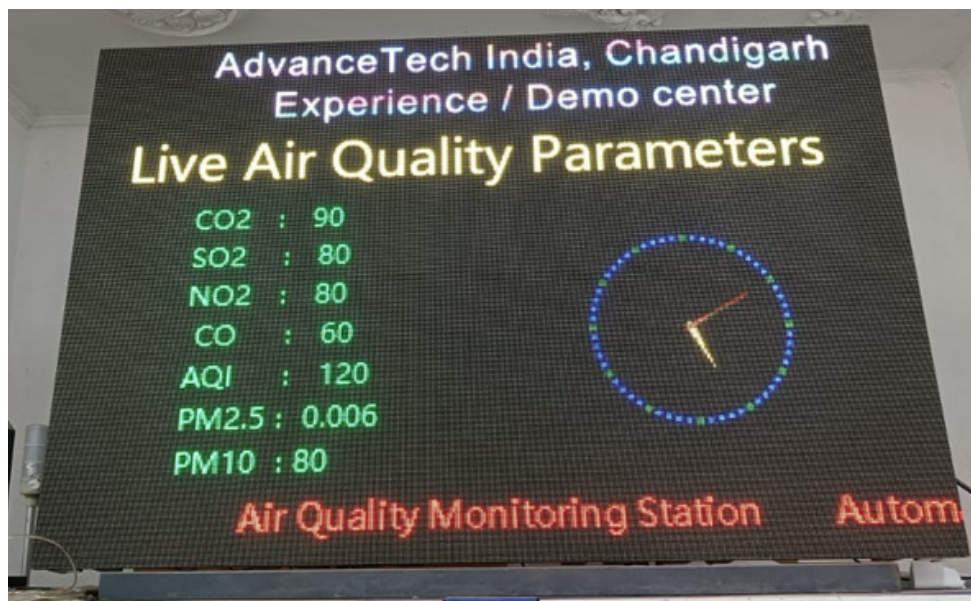 AdvanceTech India, Chandigarh
Experience / Demo center
Live Air Quality Parameters
CO2 : 90
SO2 : 80
NO2 : 80
CO : 60
AQI : 120
PM2.5 : 0.006
PM10 : 80
Air Quality Monitoring Station Autom